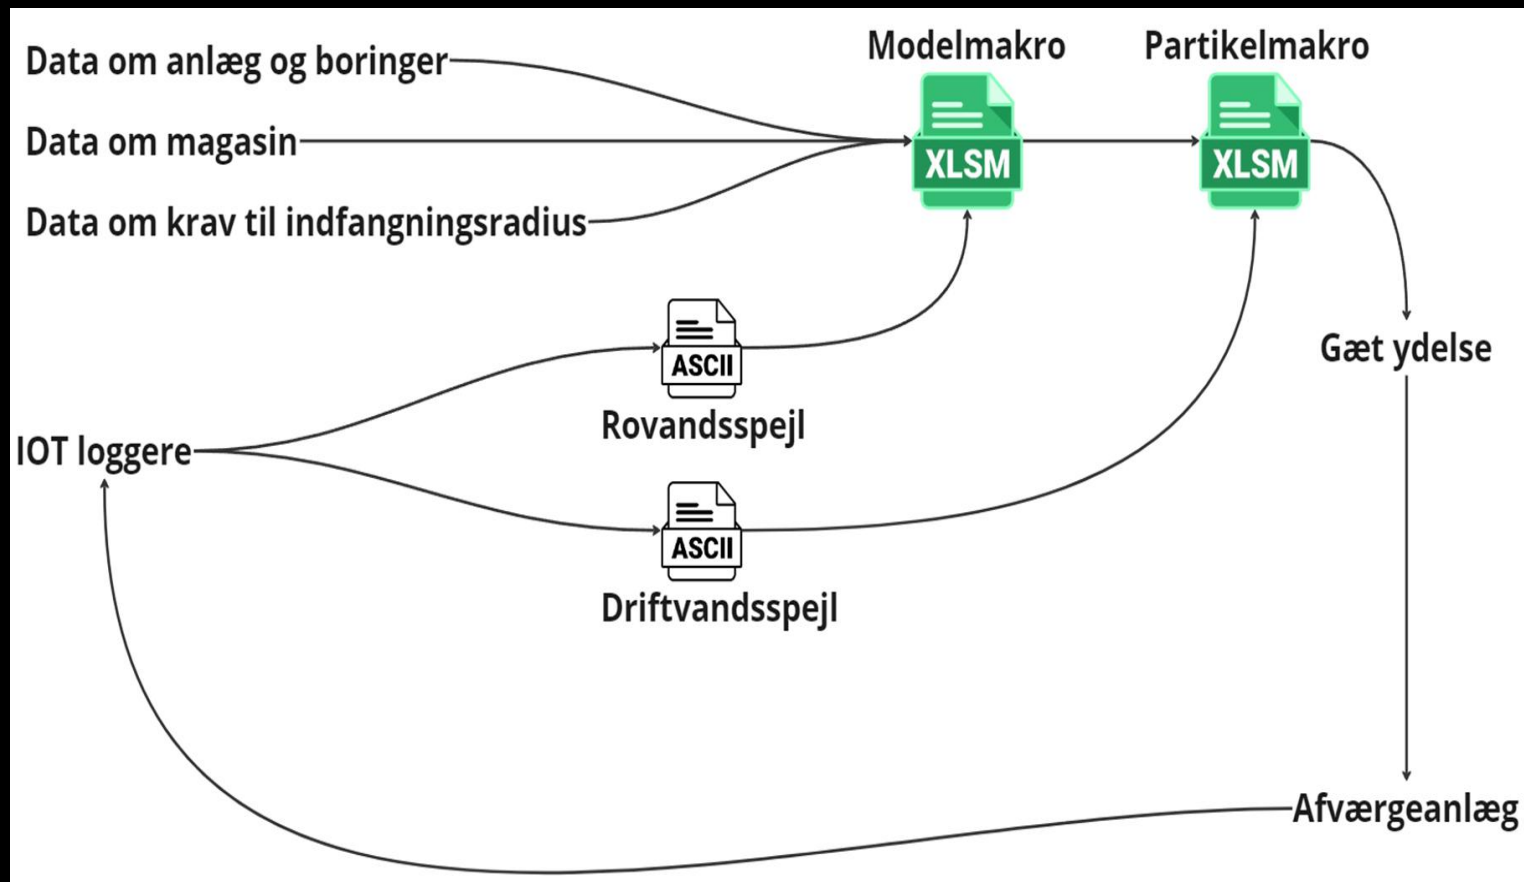 Data om anlæg og boringer
Data om magasin
Data om krav til indfangningsradius
Modelmakro
XLSM
Partikelmakro
XLSM
ASCII
Rovandsspejl
IOT loggere
ASCII
Driftvandsspejl
Gæt ydelse
Afværgeanlæg